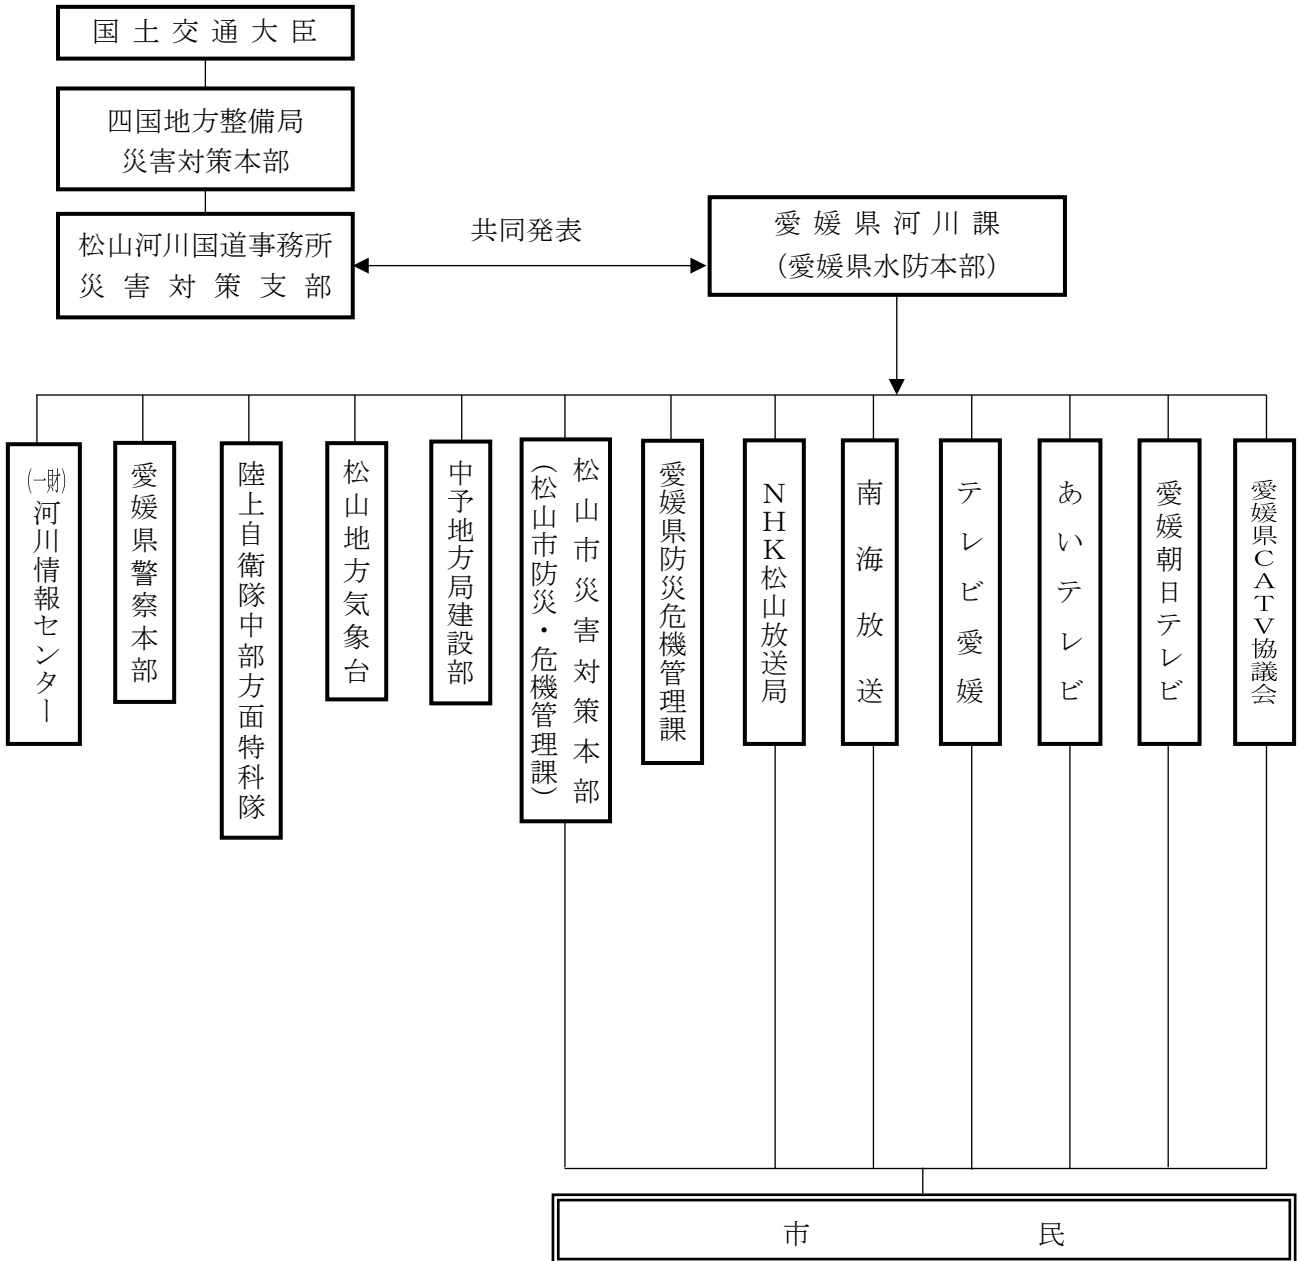 国土交通大臣
四国地方整備局
災害対策本部
松山河川国道事務所
災害対策支部
共同発表
愛媛県河川課
（愛媛県水防本部）
（一財）河川情報センター
愛媛県警察本部
陸上自衛隊中部方面特科隊
松山地方気象台
中予地方局建設部
松山市災害対策本部
（松山市防災・危機管理課）
愛媛県防災危機管理課
ＮＨＫ松山放送局
南海放送
テレビ愛媛
あいテレビ
愛媛朝日テレビ
愛媛県ＣＡＴＶ協議会
市民